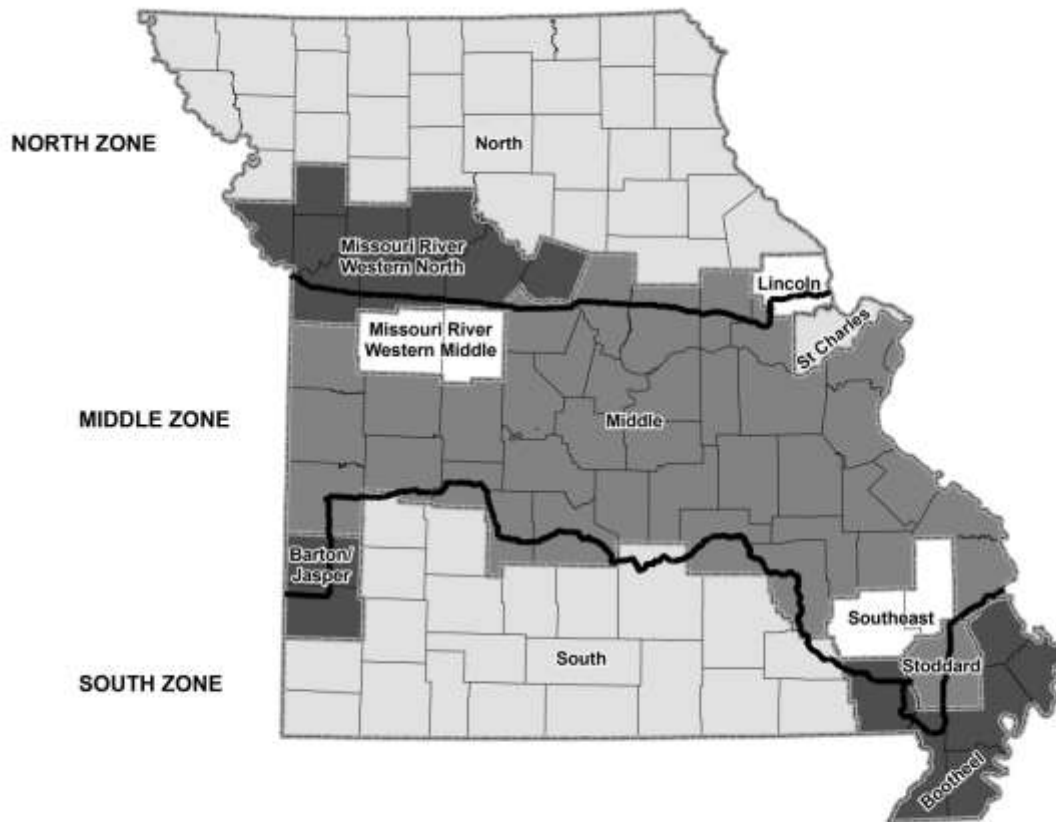 NORTH ZONE
North
Missouri River
Western North
Lincoln
Missouri River
Western Middle
St Charles
MIDDLE ZONE
Middle
Barton/
Jasper
Southeast
South
Stoddard
SOUTH ZONE
Bootheel